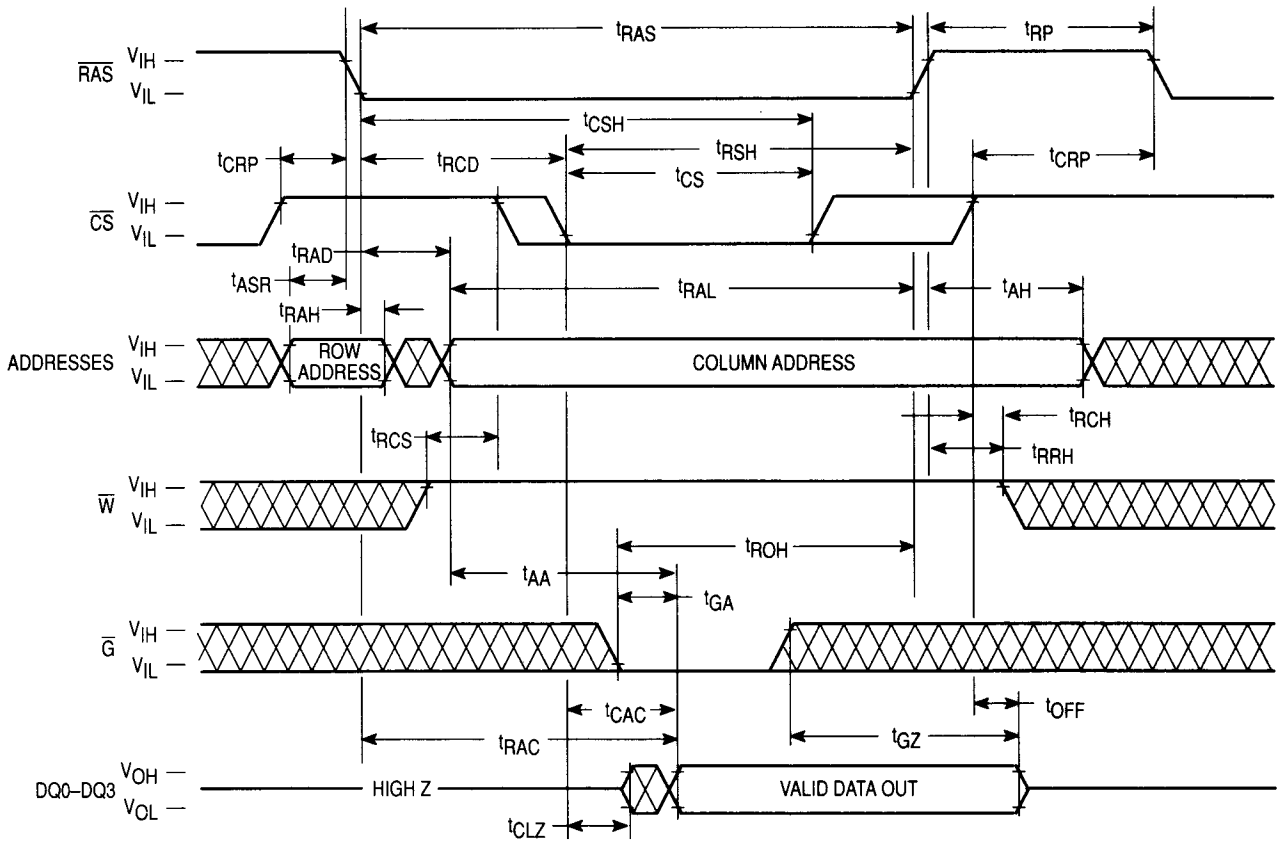 tRAS
tRP
RAS
VIH
VIL
tCSH
tRSH
tCRP
tRCD
tCS
tCRP
CS
VIH
VIL
tRAD
tASR
tRAL
tAH
tRAH
ADDRESSES
VIH
VIL
ROW
ADDRESS
COLUMN ADDRESS
tRCH
tRCS
tRRH
W
VIH
VIL
tROH
tAA
tGA
G
VIH
VIL
tCAC
tOFF
tRAC
tGZ
DQ0–DQ3
VOH
VOL
HIGH Z
VALID DATA OUT
tCLZ